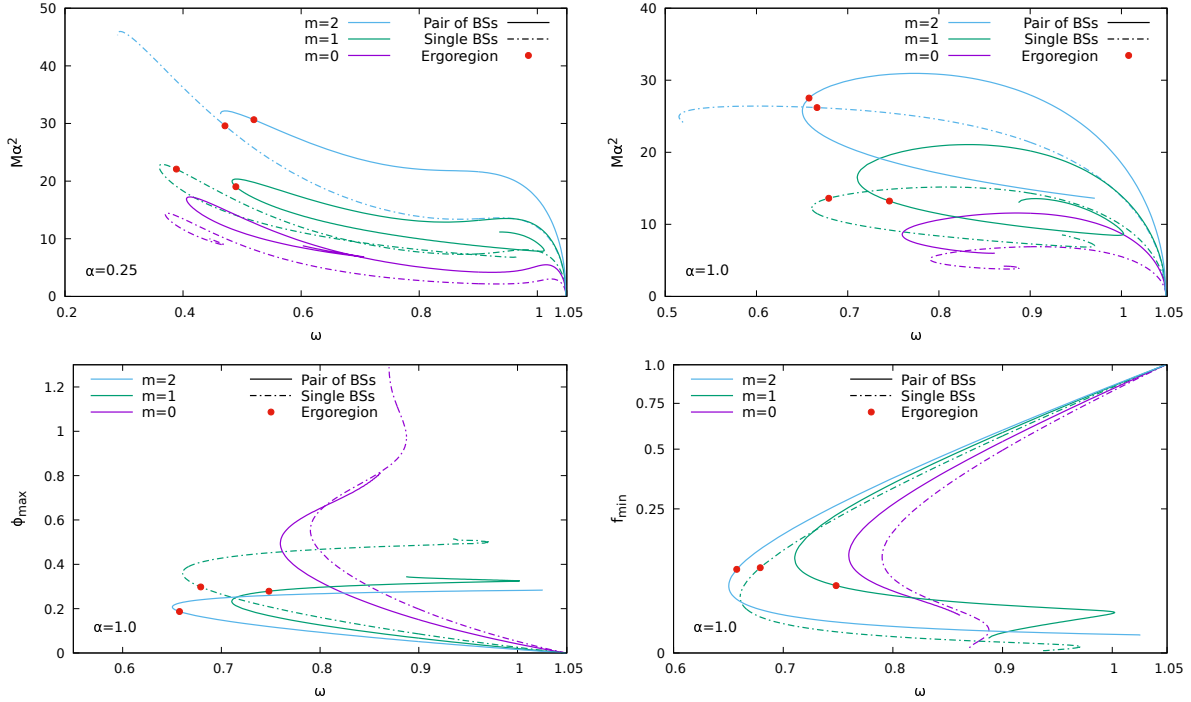 50
40
30
20
10
0
0.2
0.4
0.6
0.8
1
1.05
Mα²
ω
α=0.25
m=2
m=1
m=0
Pair of BSs
Single BSs
Ergoregion
40
30
20
10
0
0.5
0.6
0.7
0.8
0.9
1
1.05
Mα²
ω
α=1.0
m=2
m=1
m=0
Pair of BSs
Single BSs
Ergoregion
1.2
1
0.8
0.6
0.4
0.2
0
0.6
0.7
0.8
0.9
1
1.05
ϕmax
ω
α=1.0
m=2
m=1
m=0
Pair of BSs
Single BSs
Ergoregion
1.0
0.75
0.5
0.25
0
0.6
0.7
0.8
0.9
1
1.05
fmin
ω
α=1.0
m=2
m=1
m=0
Pair of BSs
Single BSs
Ergoregion